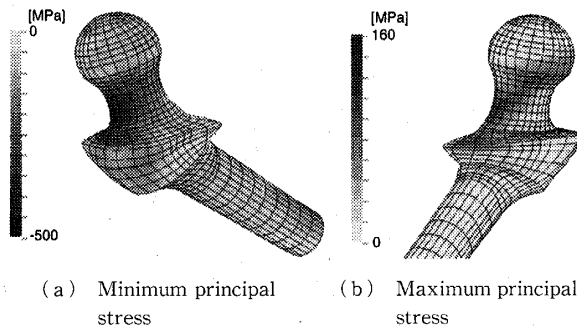 [MPa]
0
-500
[MPa]
160
0
(a) Minimum principal
stress
(b) Maximum principal
stress